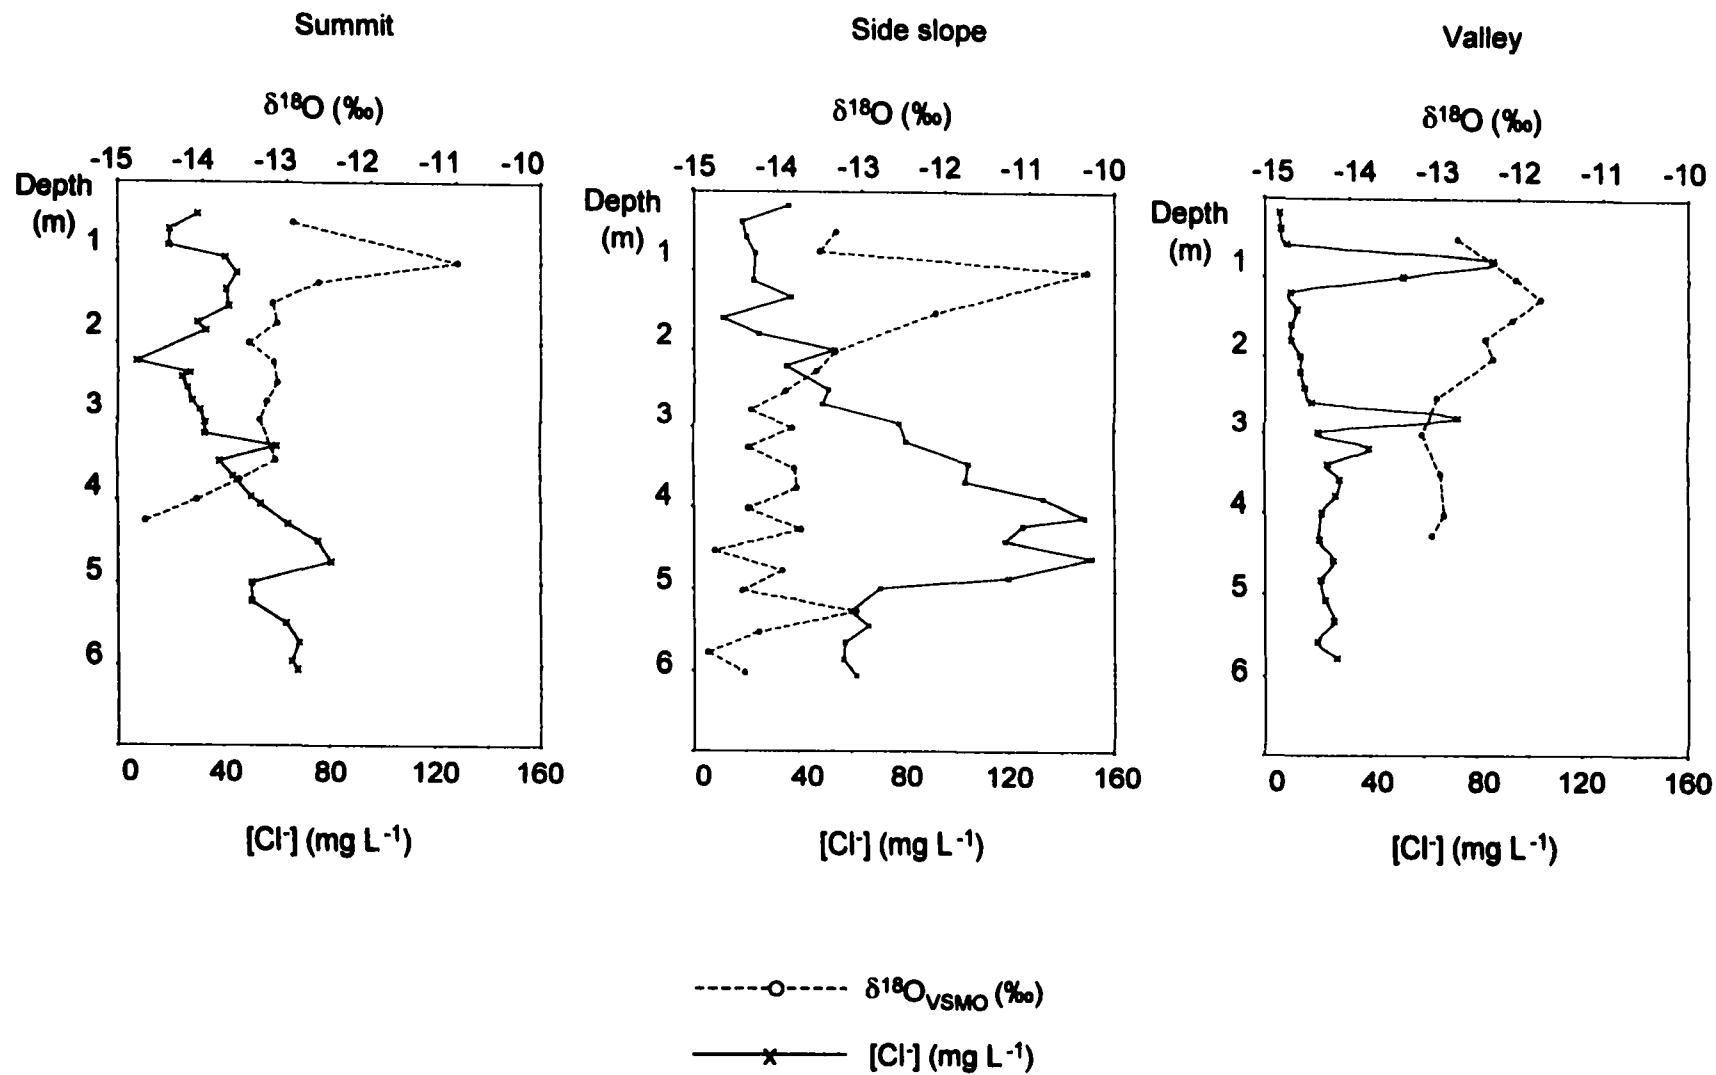 Summit
δ¹⁸O (‰)
-15 -14 -13 -12 -11 -10
Depth
(m)
1
2
3
4
5
6
0 40 80 120 160
[Cl⁻] (mg L⁻¹)
Side slope
δ¹⁸O (‰)
-15 -14 -13 -12 -11 -10
Depth
(m)
1
2
3
4
5
6
0 40 80 120 160
[Cl⁻] (mg L⁻¹)
Valley
δ¹⁸O (‰)
-15 -14 -13 -12 -11 -10
Depth
(m)
1
2
3
4
5
6
0 40 80 120 160
[Cl⁻] (mg L⁻¹)
δ¹⁸O_VSMO (‰)
[Cl⁻] (mg L⁻¹)